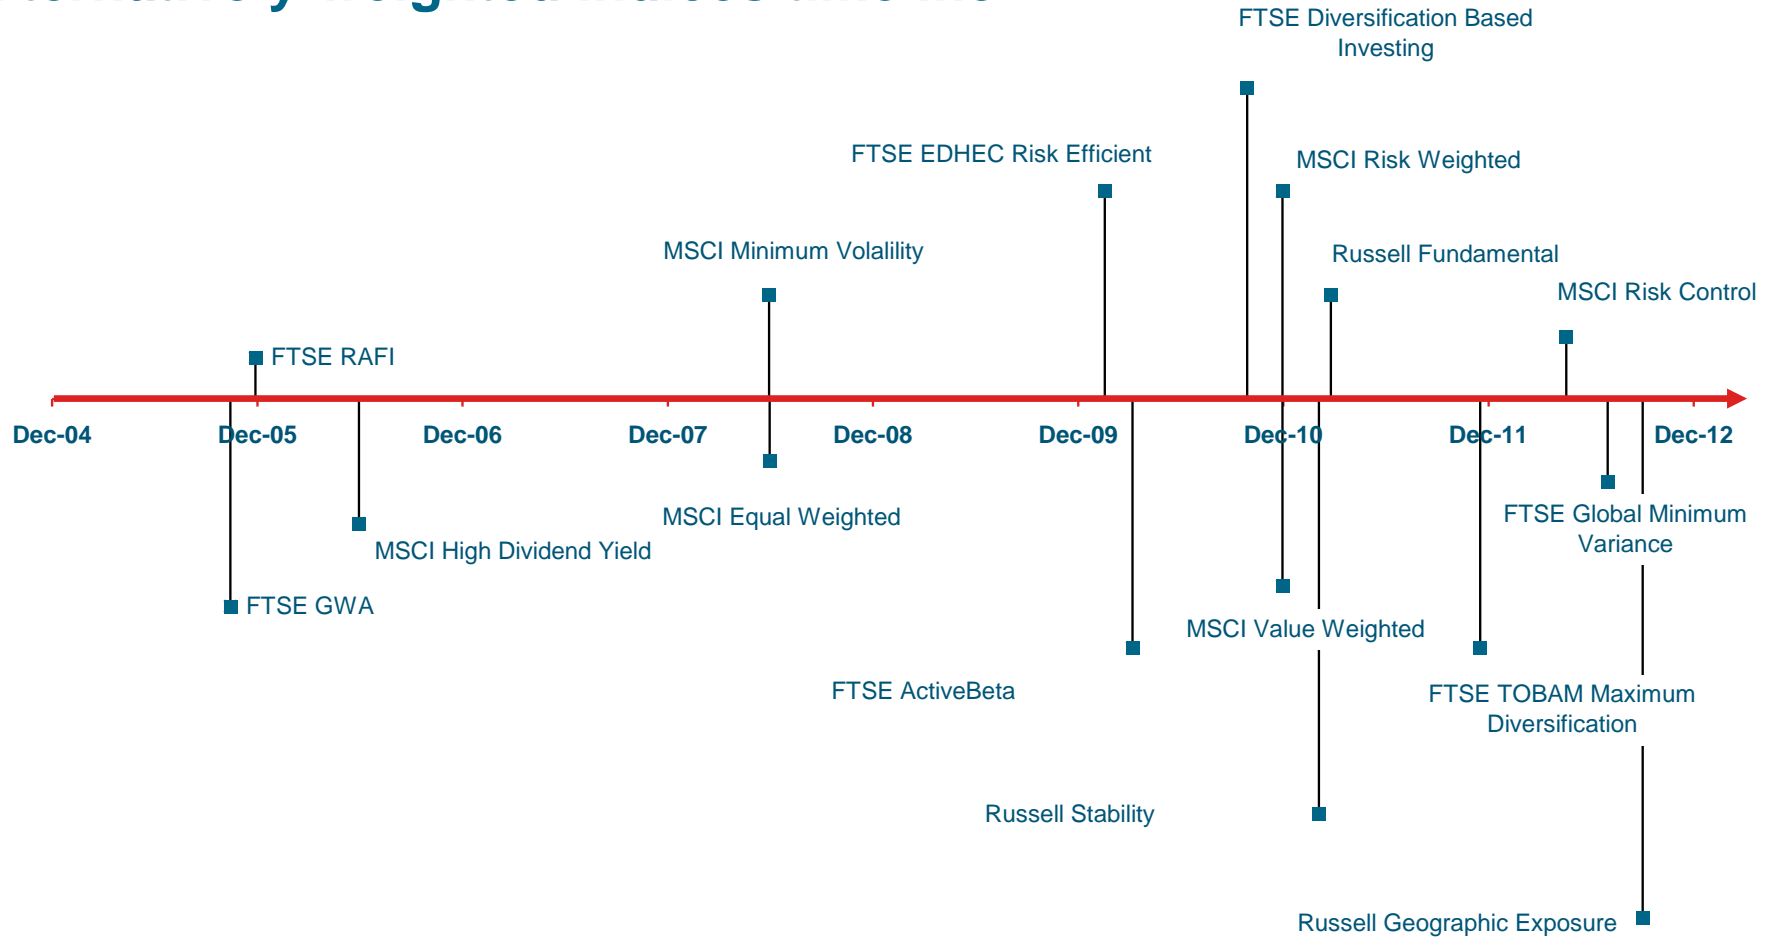 FTSE Diversification Based
Investing
FTSE EDHEC Risk Efficient
MSCI Risk Weighted
MSCI Minimum Volalility
Russell Fundamental
MSCI Risk Control
FTSE RAFI
Dec-04
Dec-05
Dec-06
Dec-07
Dec-08
Dec-09
Dec-10
Dec-11
Dec-12
MSCI Equal Weighted
FTSE Global Minimum
Variance
MSCI High Dividend Yield
FTSE GWA
MSCI Value Weighted
FTSE ActiveBeta
FTSE TOBAM Maximum
Diversification
Russell Stability
Russell Geographic Exposure